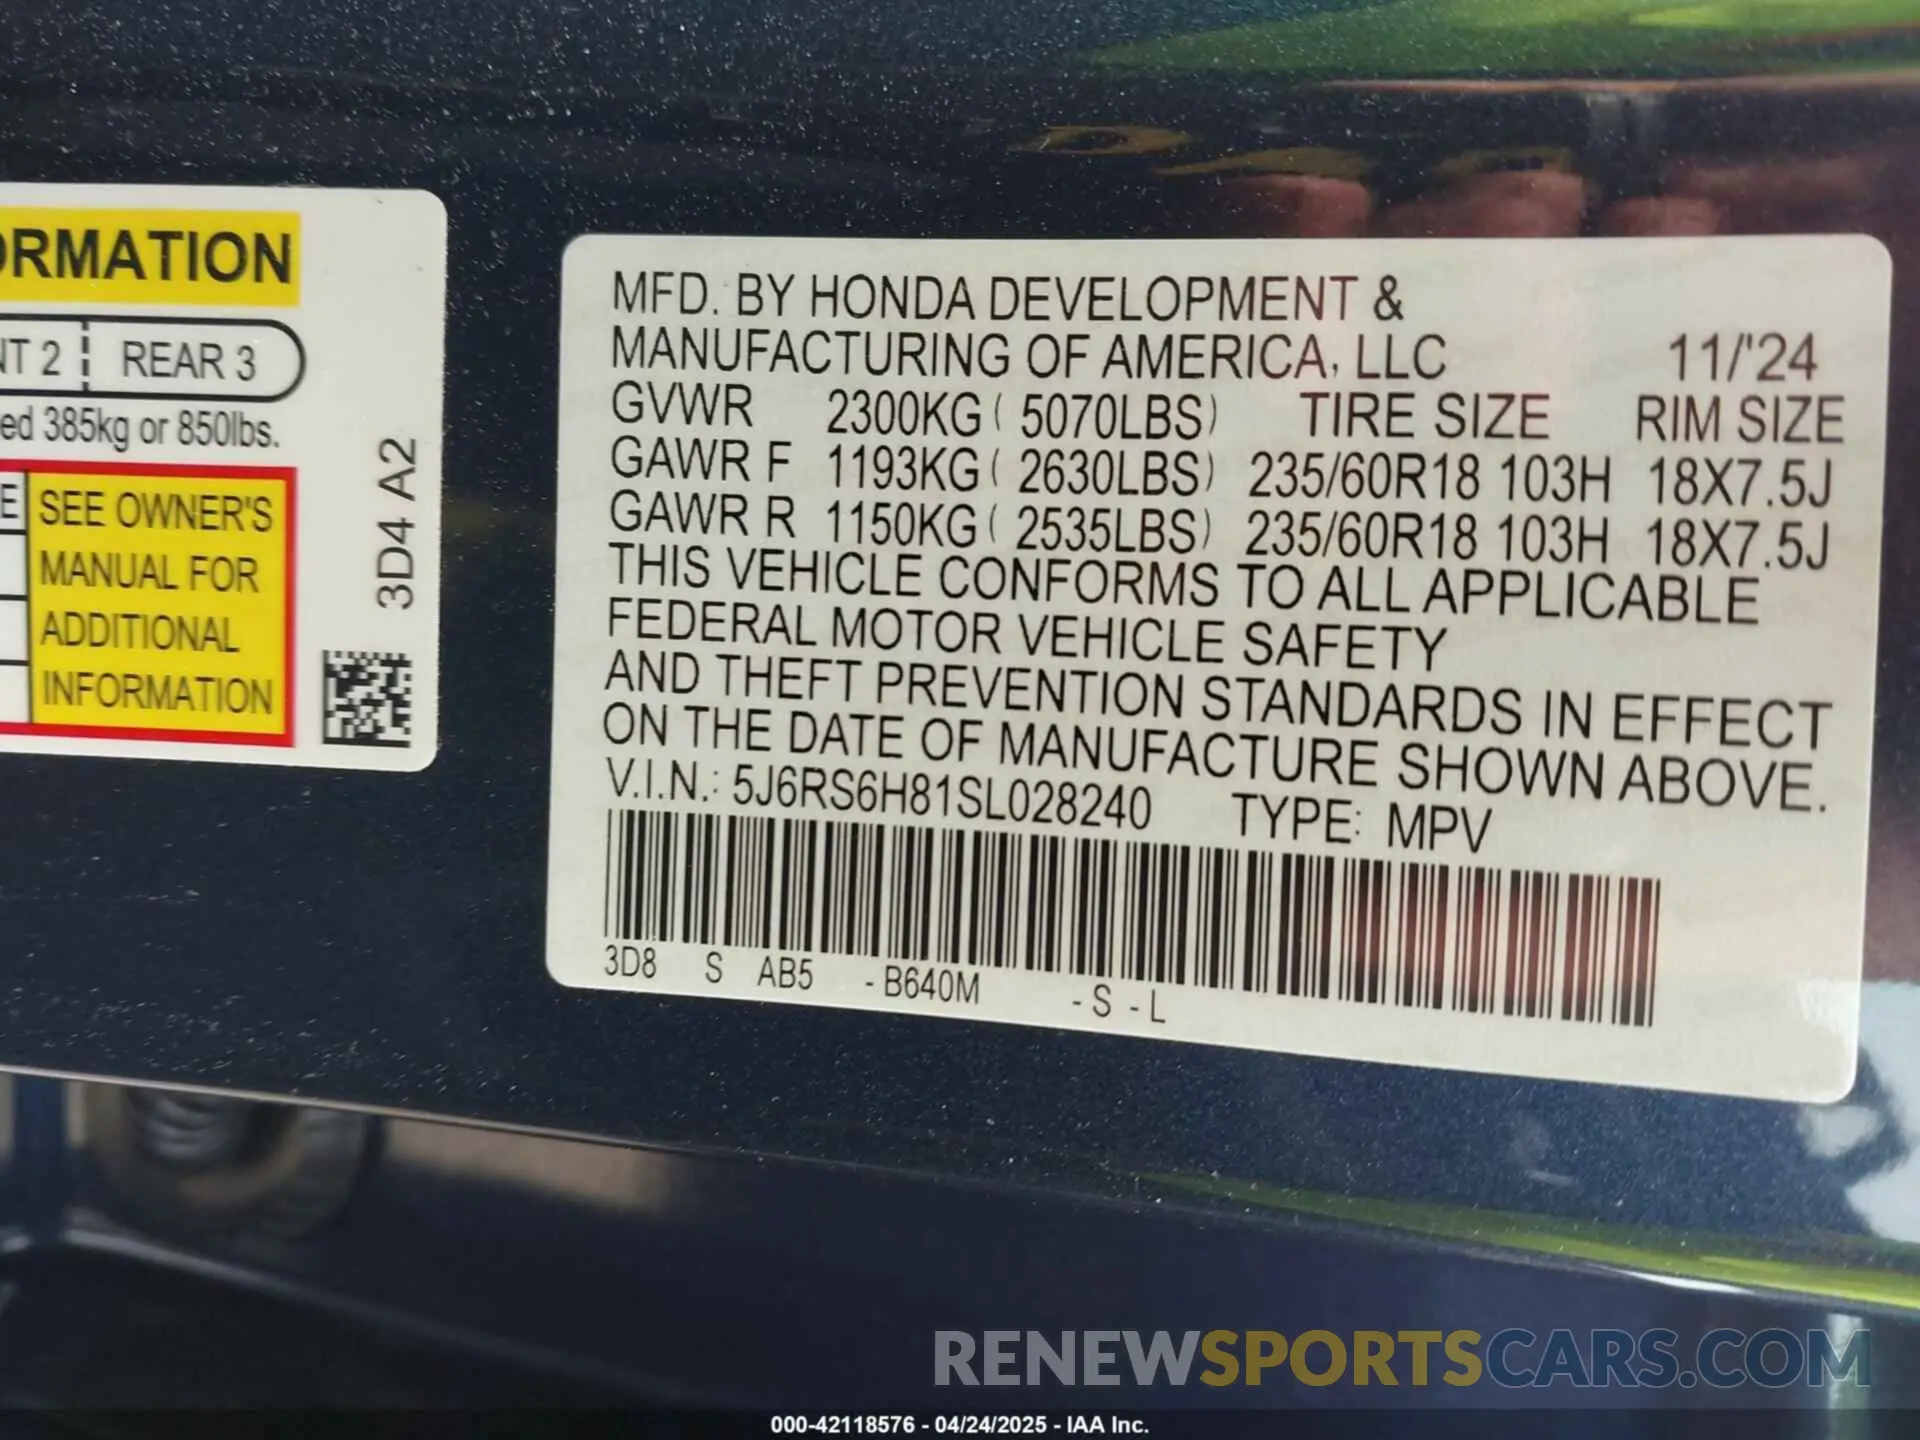 ORMATION
NT 2 REAR 3
ed 385kg or 850lbs.
E
SEE OWNER'S
MANUAL FOR
ADDITIONAL
INFORMATION
3D4 A2
MFD. BY HONDA DEVELOPMENT &
MANUFACTURING OF AMERICA, LLC 11/'24
GVWR 2300KG ( 5070LBS) TIRE SIZE RIM SIZE
GAWR F 1193KG ( 2630LBS) 235/60R18 103H 18X7.5J
GAWR R 1150KG ( 2535LBS) 235/60R18 103H 18X7.5J
THIS VEHICLE CONFORMS TO ALL APPLICABLE
FEDERAL MOTOR VEHICLE SAFETY
AND THEFT PREVENTION STANDARDS IN EFFECT
ON THE DATE OF MANUFACTURE SHOWN ABOVE.
V.I.N.: 5J6RS6H81SL028240 TYPE: MPV
3D8 S AB5 - B640M - S - L
RENEWSPORTSCARS.COM
000-42118576 - 04/24/2025 - IAA Inc.